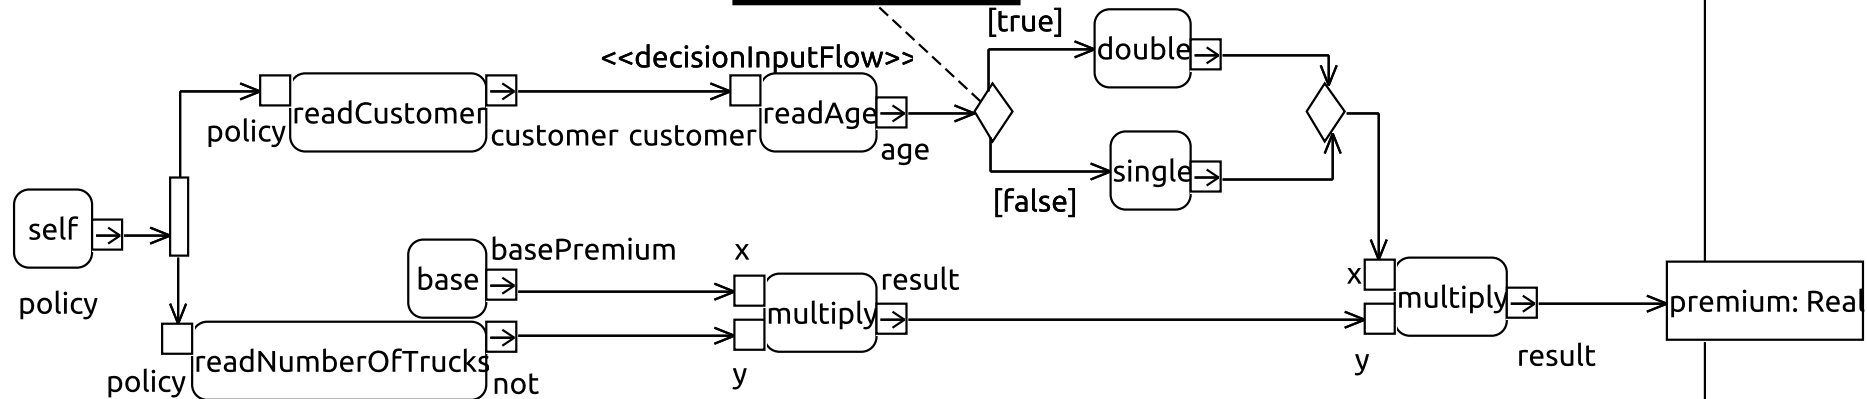 [true]
double
<<decisionInputFlow>>
readCustomer
readAge
policy
customer
customer
age
single
[false]
self
basePremium
x
base
result
x
multiply
premium: Real
policy
multiply
readNumberOfTrucks
policy
not
y
y
result